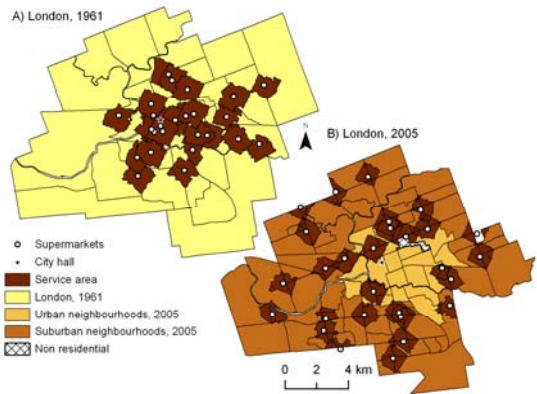 A) London, 1961
N
B) London, 2005
Supermarkets
City hall
Service area
London, 1961
Urban neighbourhoods, 2005
Suburban neighbourhoods, 2005
Non residential
0 2 4 km